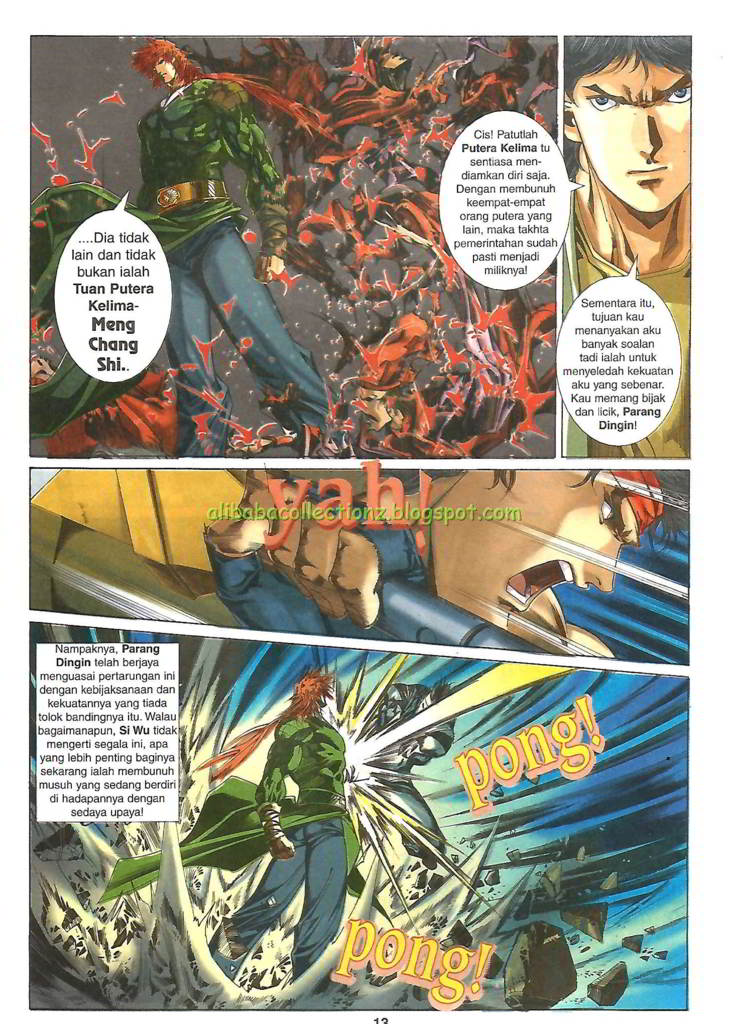 ....Dia tidak
lain dan tidak
bukan ialah
Tuan Putera
Kelima-
Meng
Chang
Shi..
Cis! Patutlah
Putera Kelima tu
sentiasa men-
diamkan diri saja.
Dengan membunuh
keempat-empat
orang putera yang
lain, maka takhta
pemerintahan sudah
pasti menjadi
miliknya!
Sementara itu,
tujuan kau
menanyakan aku
banyak soalan
tadi ialah untuk
menyeledah kekuatan
aku yang sebenar.
Kau memang bijak
dan licik, Parang
Dingin!
yah!
alibabacollectionz.blogspot.com
Nampaknya, Parang
Dingin telah berjaya
menguasai pertarungan ini
dengan kebijaksanaan dan
kekuatannya yang tiada
tolok bandingnya itu. Walau
bagaimanapun, Si Wu tidak
mengerti segala ini, apa
yang lebih penting baginya
sekarang ialah membunuh
musuh yang sedang berdiri
di hadapannya dengan
sedaya upaya!
pong!
pong!
13